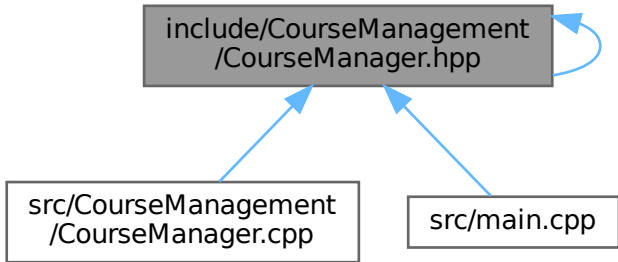 include/CourseManagement
/CourseManager.hpp
src/CourseManagement
/CourseManager.cpp
src/main.cpp